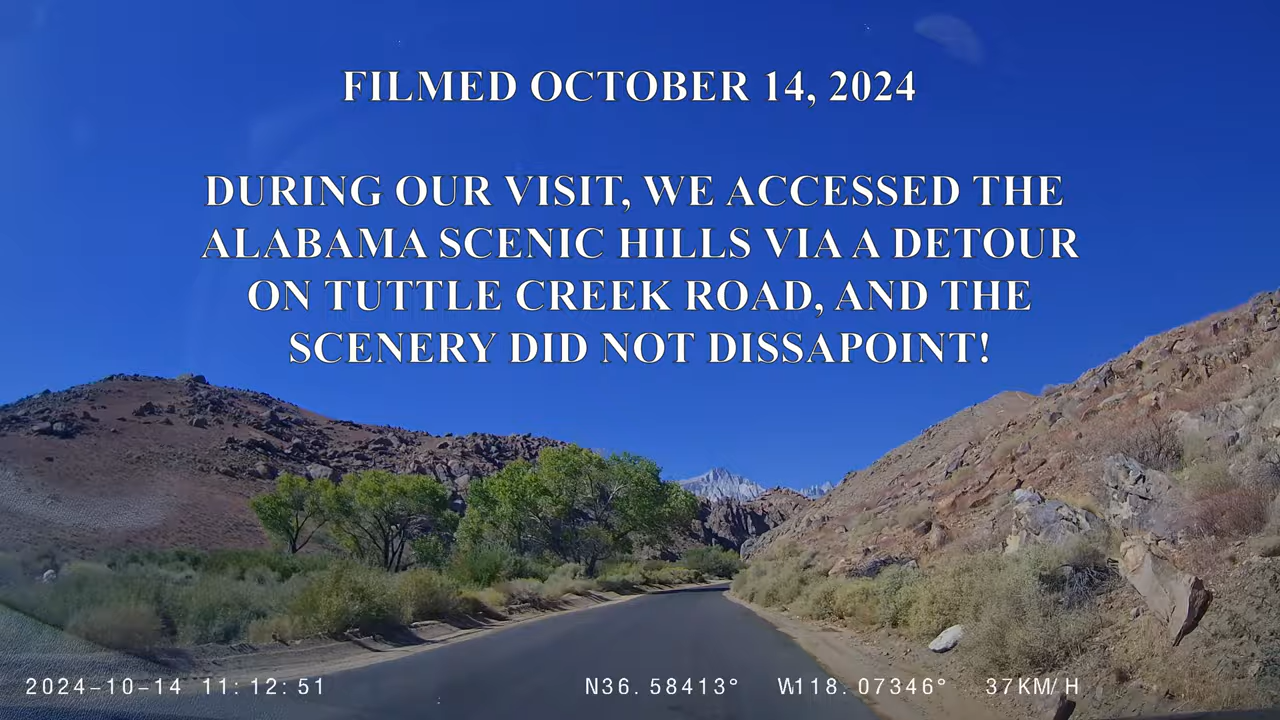 FILMED OCTOBER 14, 2024
DURING OUR VISIT, WE ACCESSED THE
ALABAMA SCENIC HILLS VIA A DETOUR
ON TUTTLE CREEK ROAD, AND THE
SCENERY DID NOT DISSAPOINT!
2024-10-14 11:12:51 N36.58413° W118.07346° 37KM/H